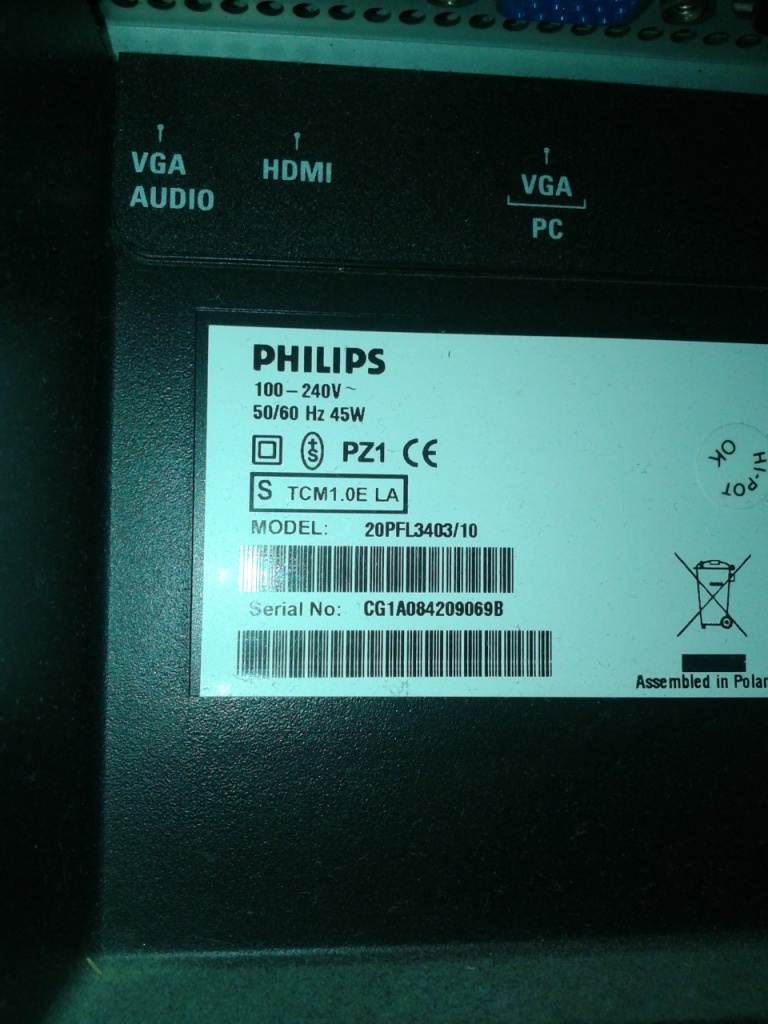 VGA
AUDIO
HDMI
VGA
PC
PHILIPS
100–240V~
50/60 Hz 45W
PZ1 CE
S TCM1.0E LA
MODEL: 20PFL3403/10
Serial No: CG1A084209069B
HI-POT
OK
Assembled in Polan